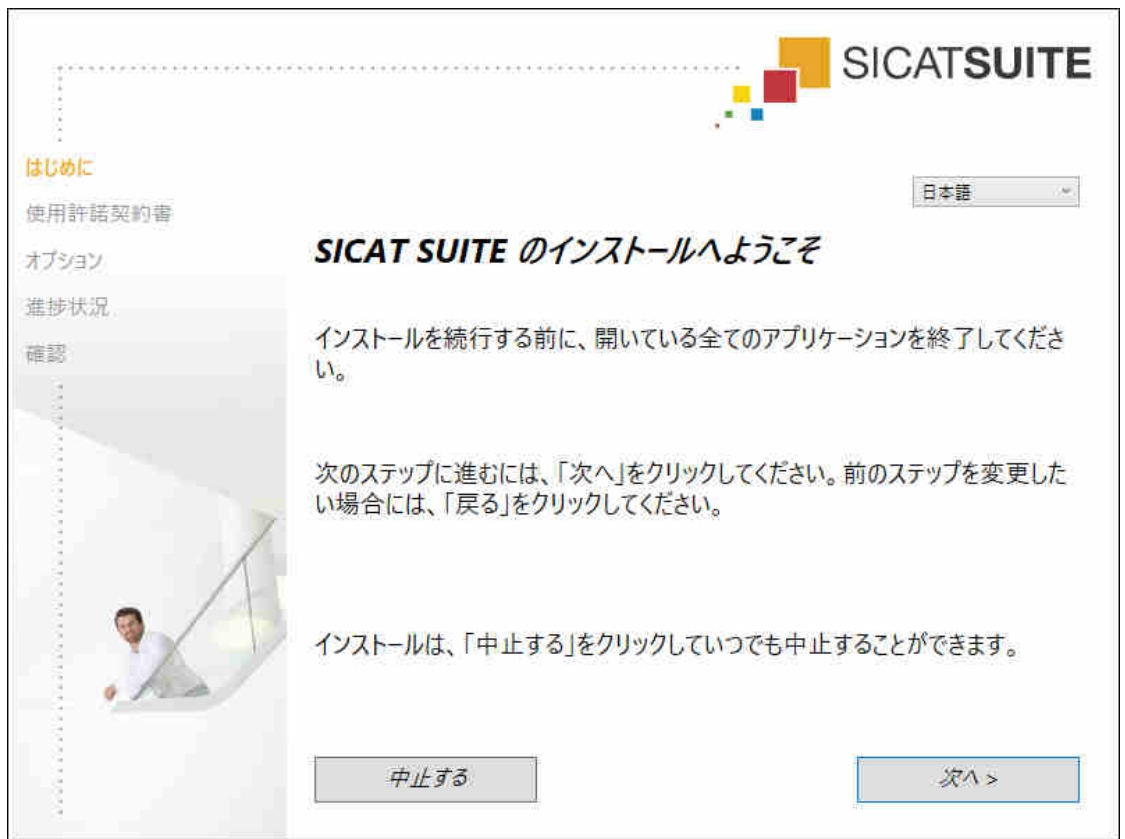 SICATSUITE
はじめに
使用許諾契約書
オプション
進捗状況
確認
日本語
SICAT SUITE のインストールへようこそ
インストールを続行する前に、開いている全てのアプリケーションを終了してくださ
い。
次のステップに進むには、「次へ」をクリックしてください。前のステップを変更した
い場合には、「戻る」をクリックしてください。
インストールは、「中止する」をクリックしていつでも中止することができます。
中止する
次へ >